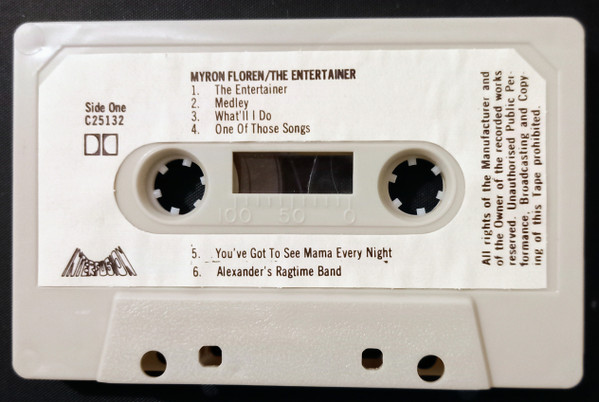 MYRON FLOREN/THE ENTERTAINER
1. The Entertainer
2. Medley
3. What'll I Do
4. One Of Those Songs
Side One
C25132
100 50 0
5. You've Got To See Mama Every Night
6. Alexander's Ragtime Band
INTERFUSION
All rights of the Manufacturer and
of the Owner of the recorded works
reserved. Unauthorised Public Per-
formance, Broadcasting and Copy-
ing of this Tape prohibited.